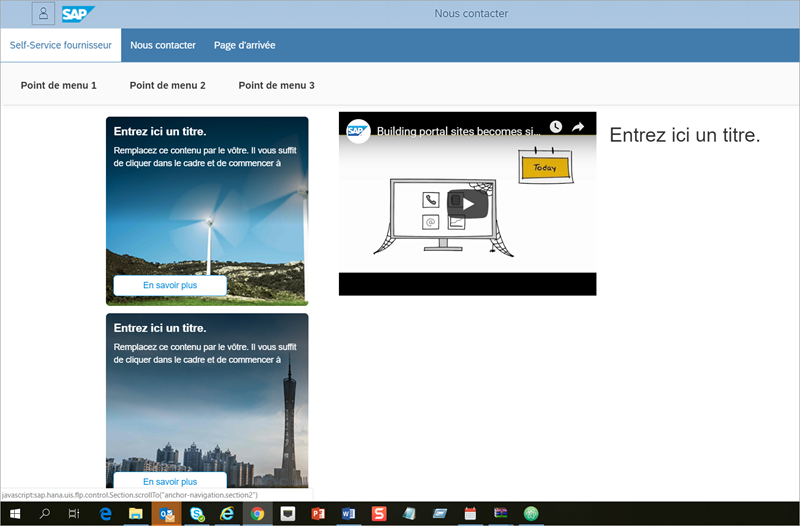 SAP Nous contacter
Self-Service fournisseur Nous contacter Page d'arrivée
Point de menu 1 Point de menu 2 Point de menu 3
Entrez ici un titre.
Remplacez ce contenu par le vôtre. Il vous suffit
de cliquer dans le cadre et de commencer à
En savoir plus
SAP Building portal sites becomes si...
Today
@
Entrez ici un titre.
Entrez ici un titre.
Remplacez ce contenu par le vôtre. Il vous suffit
de cliquer dans le cadre et de commencer à
En savoir plus
javascript:sap.hana.uis.flp.control.Section.scrollTo("anchor-navigation.section2")